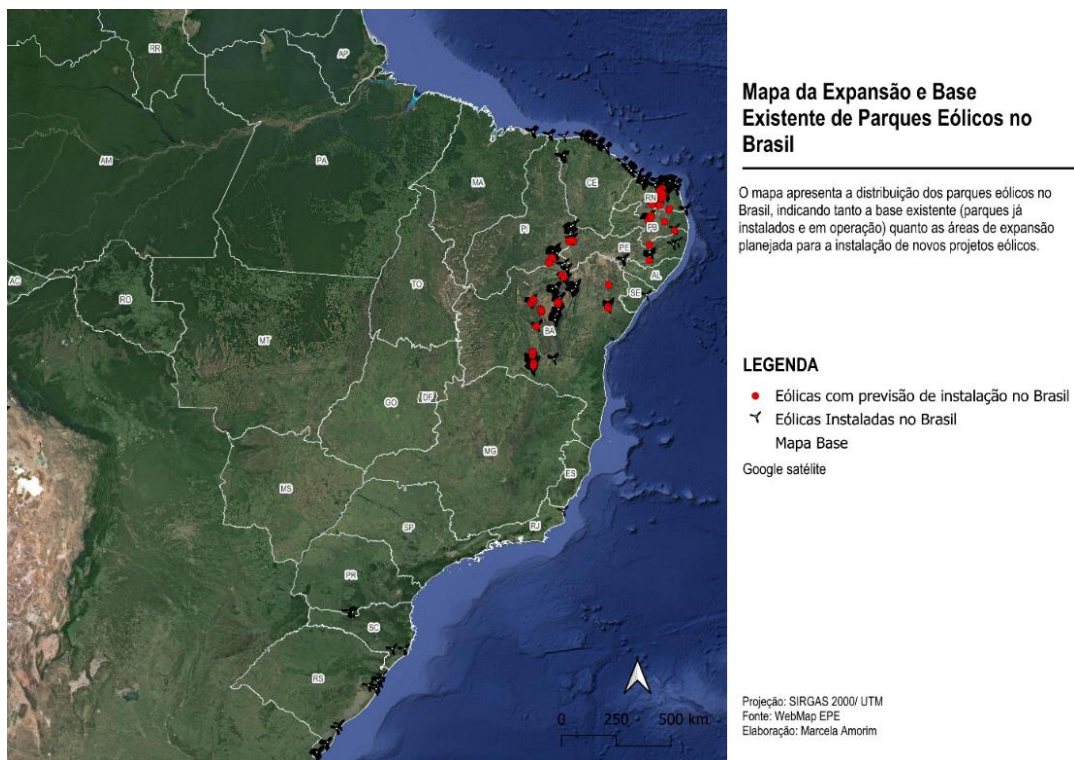 RR
AP
AM
PA
MA
CE
RN
PI
PB
PE
AL
SE
AC
RO
TO
BA
MT
GO
DF
MG
ES
MS
SP
RJ
PR
SC
RS
0 250 500 km
Mapa da Expansão e Base
Existente de Parques Eólicos no
Brasil
O mapa apresenta a distribuição dos parques eólicos no
Brasil, indicando tanto a base existente (parques já
instalados e em operação) quanto as áreas de expansão
planejada para a instalação de novos projetos eólicos.
LEGENDA
Eólicas com previsão de instalação no Brasil
Eólicas Instaladas no Brasil
Mapa Base
Google satélite
Projeção: SIRGAS 2000/ UTM
Fonte: WebMap EPE
Elaboração: Marcela Amorim